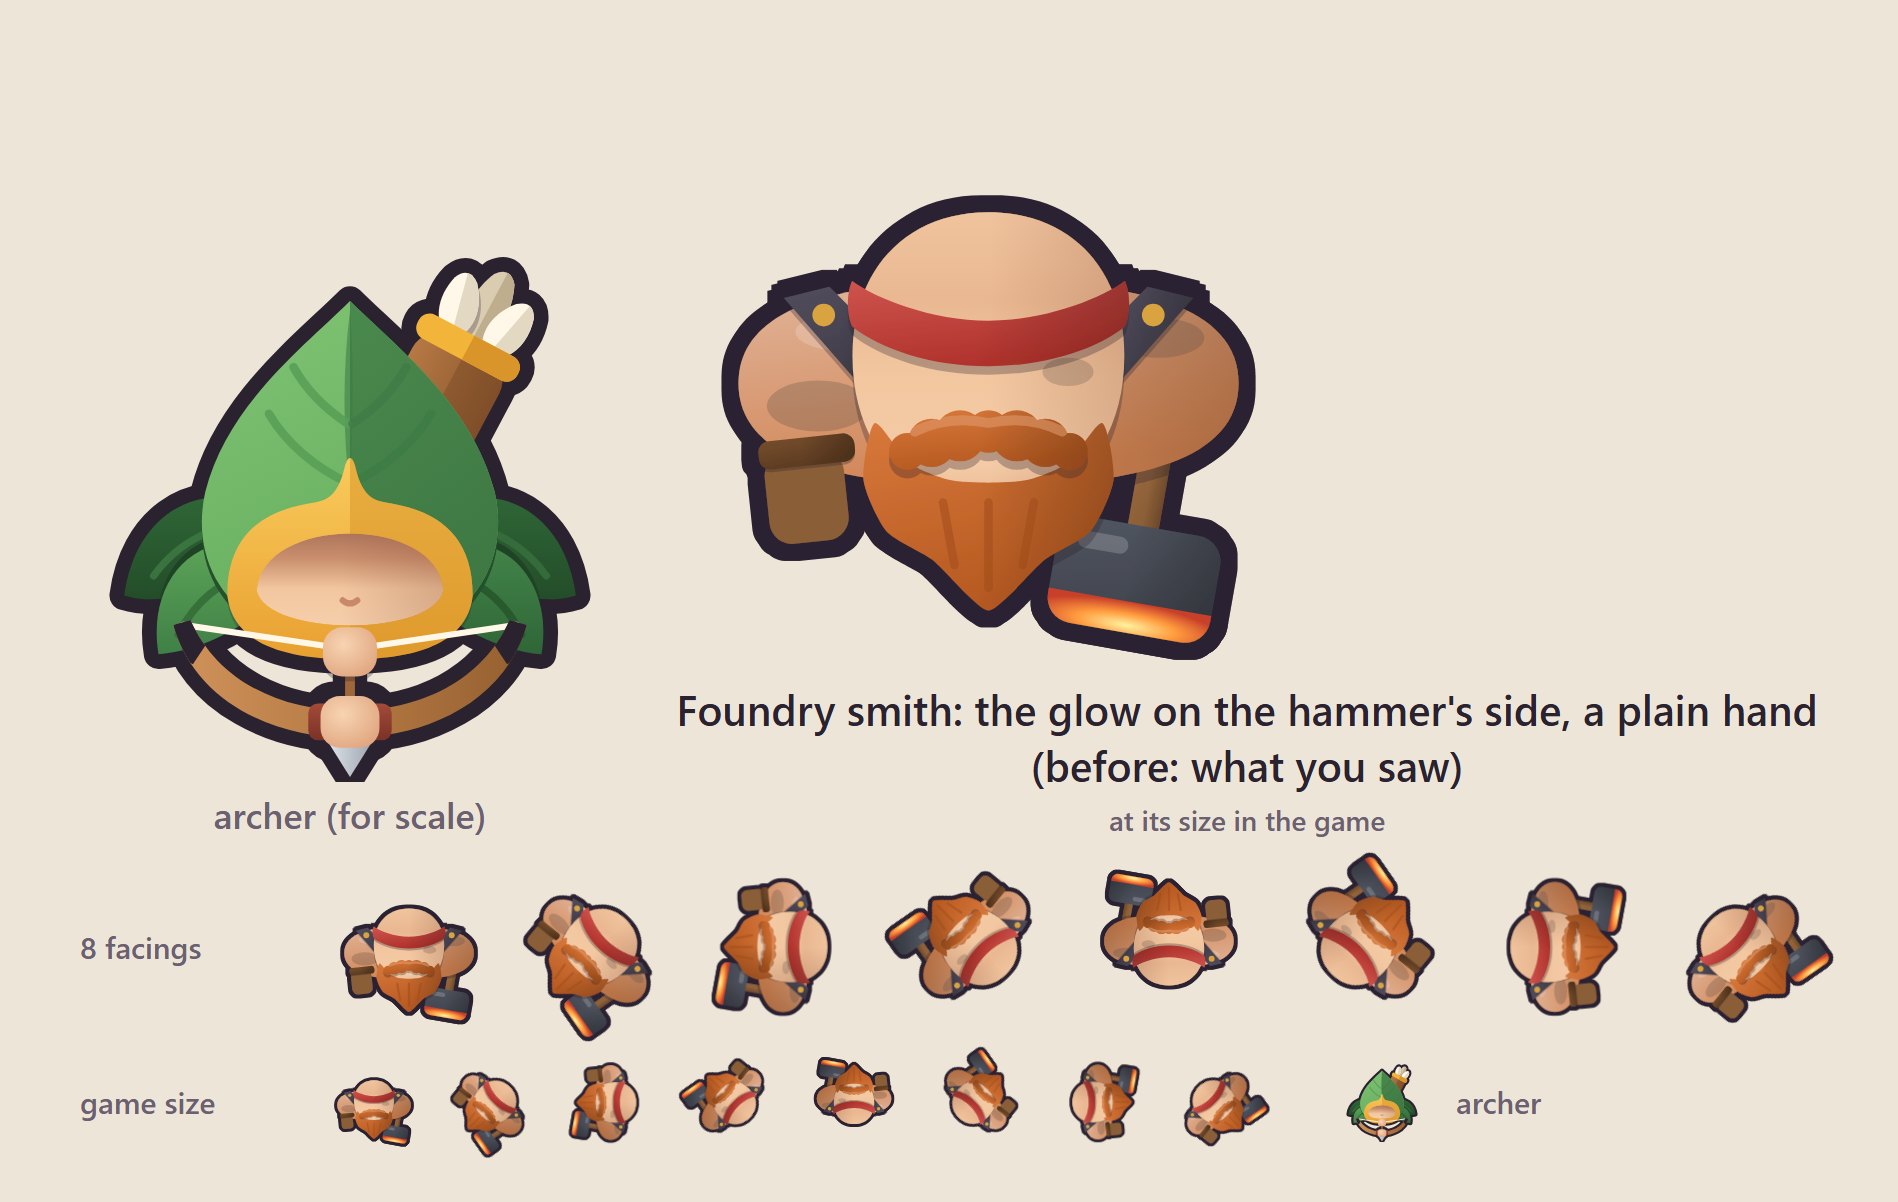 Foundry smith: the glow on the hammer's side, a plain hand
(before: what you saw)
archer (for scale)
at its size in the game
8 facings
game size
archer